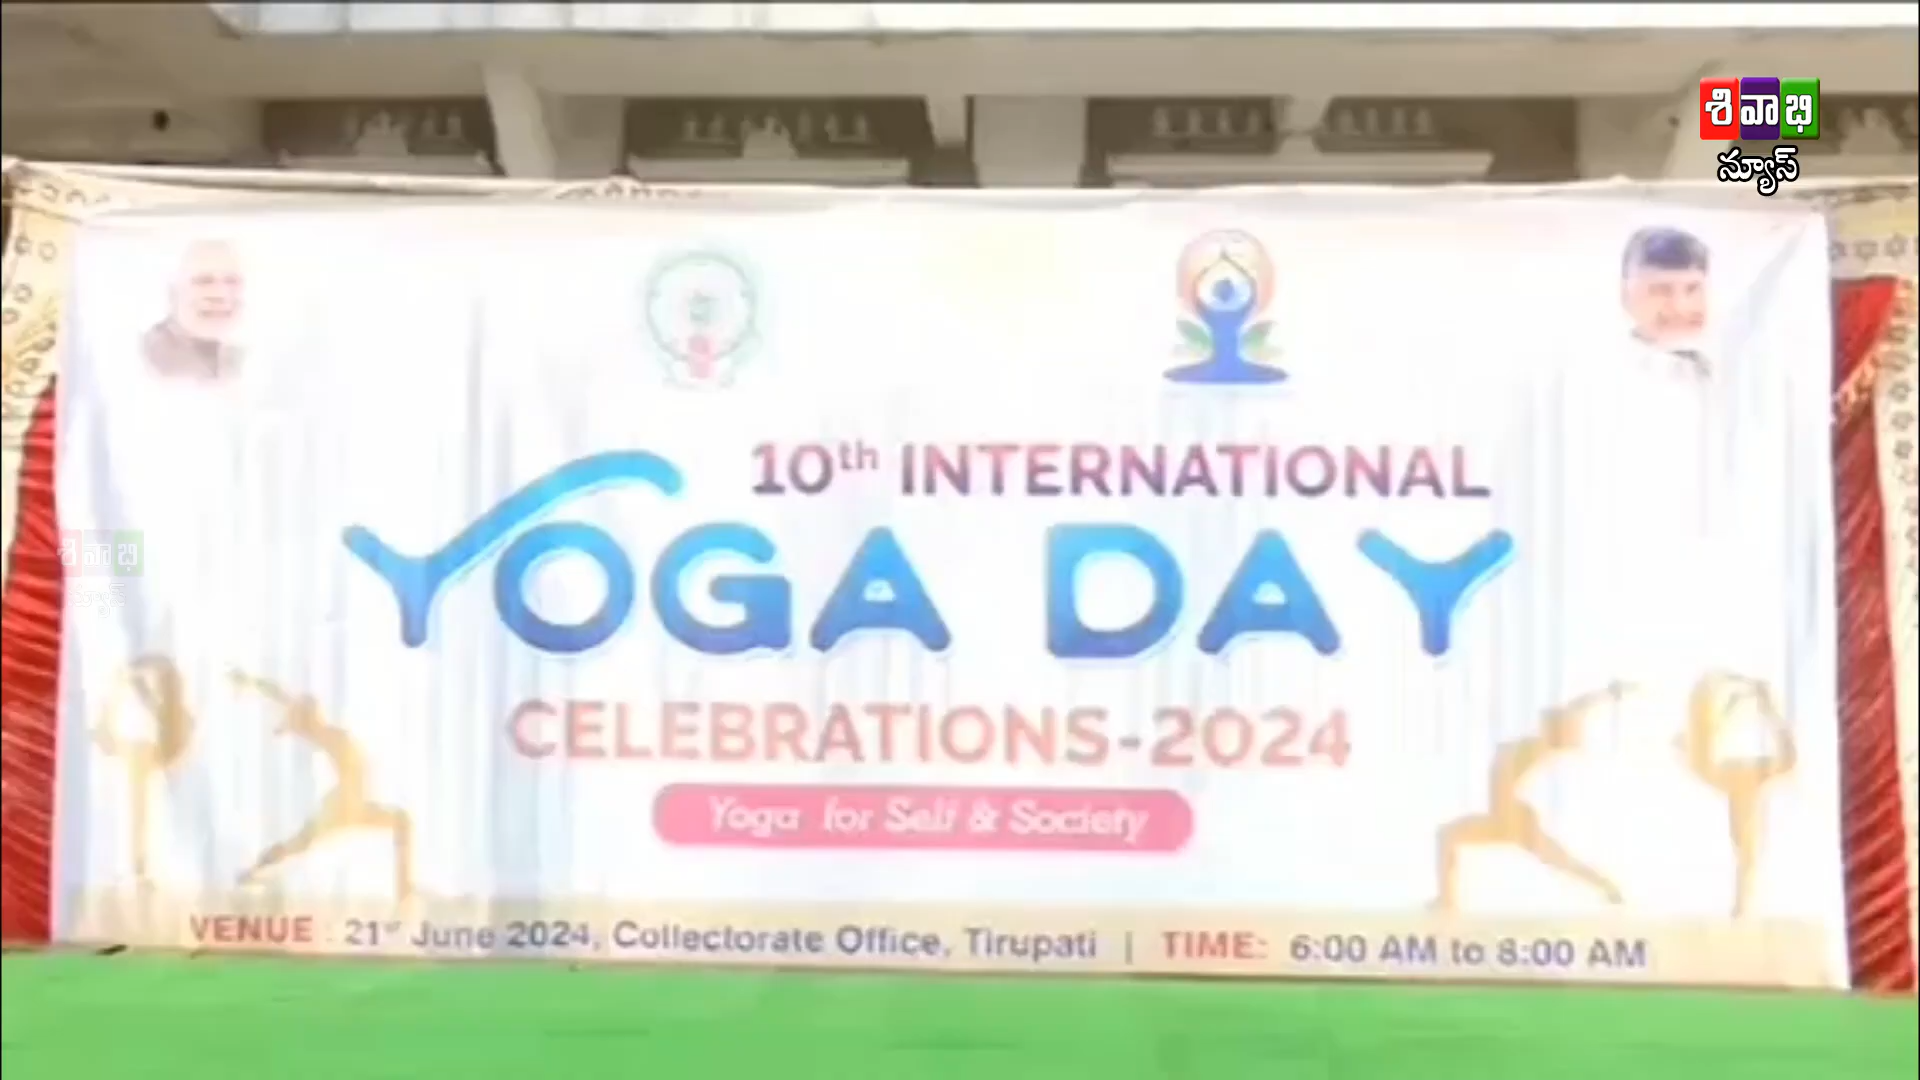 శివాభి
న్యూస్
10th INTERNATIONAL
YOGA DAY
CELEBRATIONS-2024
Yoga for Self & Society
VENUE : 21st June 2024, Collectorate Office, Tirupati | TIME: 6:00 AM to 8:00 AM
శివాభి
న్యూస్